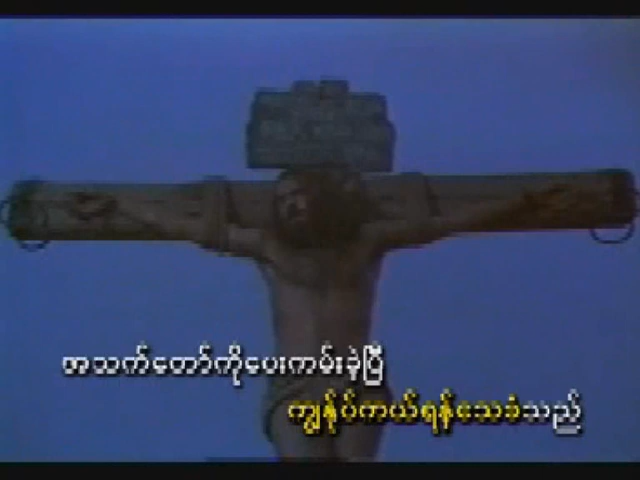 အသက်တော်ကိုပေးကမ်းခဲ့ပြီ
ကျွန်ုပ်ကယ်ရန်သေခံသည်